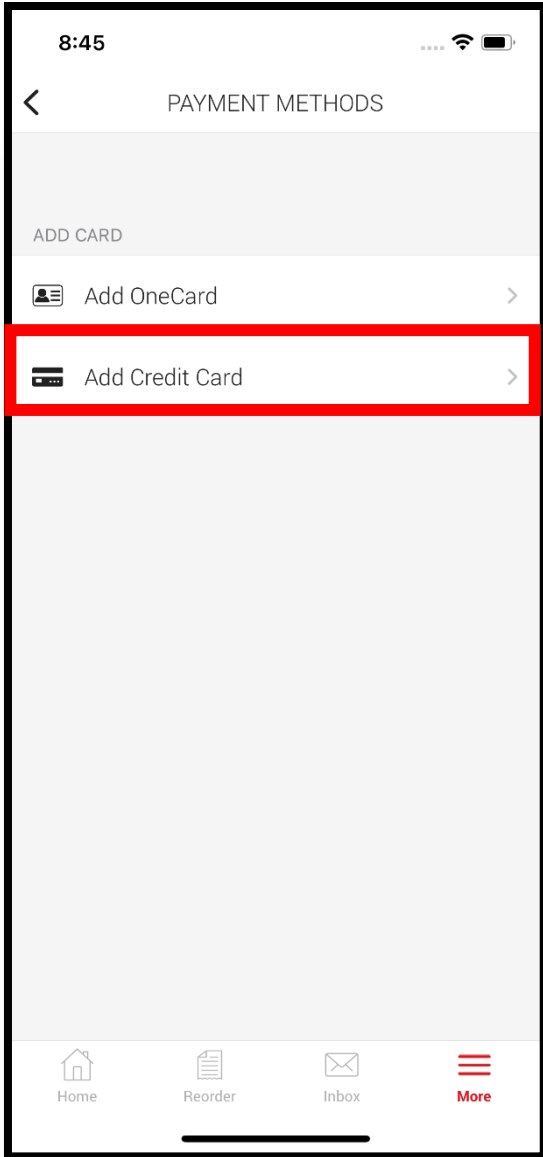 8:45
PAYMENT METHODS
ADD CARD
Add OneCard
Add Credit Card
Home Reorder Inbox More